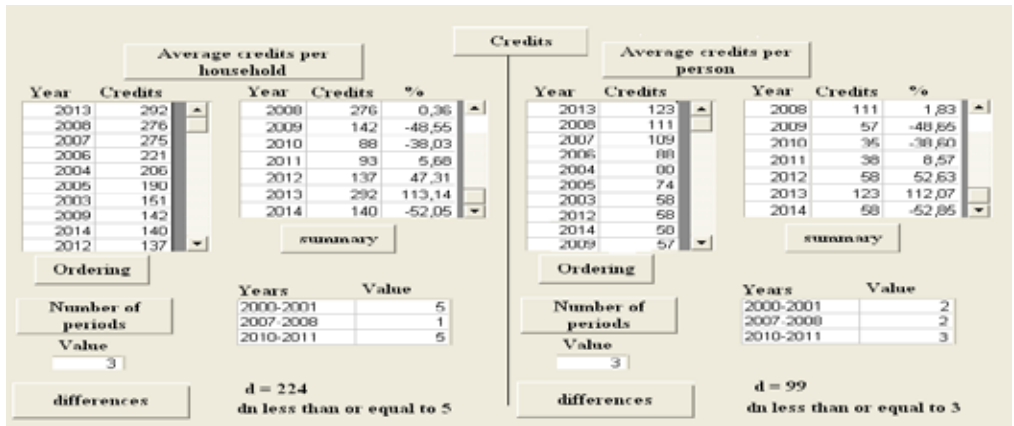 Credits
Average credits per
household
Year Credits
2013 292
2008 276
2007 275
2006 221
2004 206
2005 190
2003 151
2009 142
2014 140
2012 137
Year Credits %
2008 276 0,36
2009 142 -48,55
2010 88 -38,03
2011 93 5,68
2012 137 47,31
2013 292 113,14
2014 140 -52,05
summary
Ordering
Number of
periods
Value
3
differences
Years Value
2000-2001 5
2007-2008 1
2010-2011 5
d = 224
dn less than or equal to 5
Average credits per
person
Year Credits
2013 123
2008 111
2007 109
2006 88
2004
2005 74
2003 58
2012 58
2014 58
2009 57
Year Credits %
2008 111 1,83
2009 57 -48,65
2010 35 -38,60
2011 38 8,57
2012 58 52,63
2013 123 112,07
2014 58 -52,85
summary
Ordering
Number of
periods
Value
3
differences
Years Value
2000-2001 2
2007-2008 2
2010-2011 3
d = 99
dn less than or equal to 3